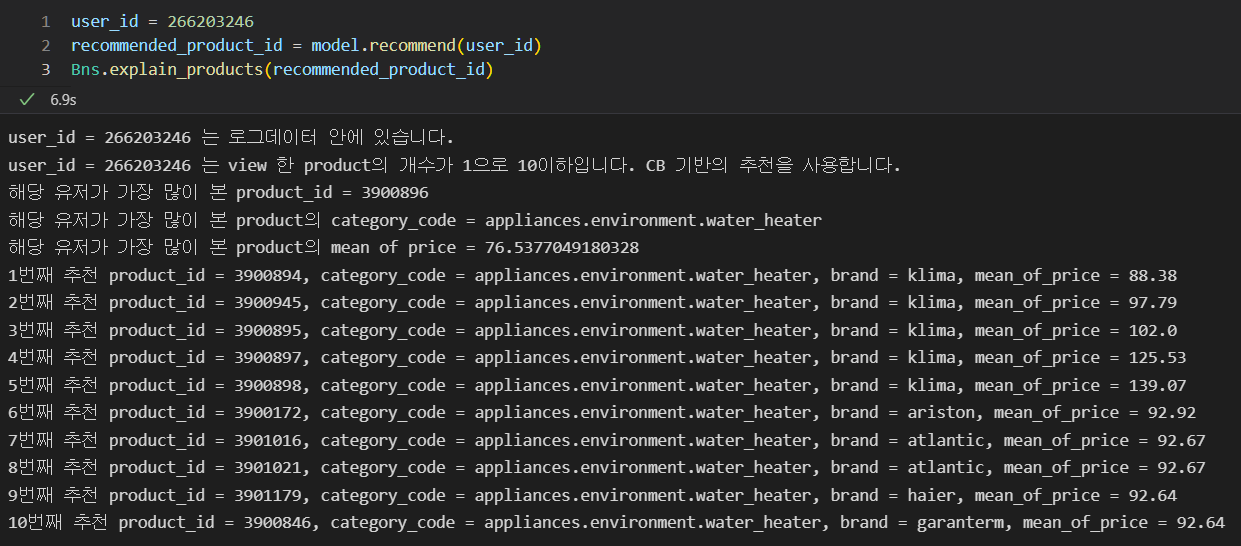 1 user_id = 266203246
2 recommended_product_id = model.recommend(user_id)
3 Bns.explain_products(recommended_product_id)
6.9s
user_id = 266203246 는 로그데이터 안에 있습니다.
user_id = 266203246 는 view 한 product의 개수가 1으로 10이하입니다. CB 기반의 추천을 사용합니다.
해당 유저가 가장 많이 본 product_id = 3900896
해당 유저가 가장 많이 본 product의 category_code = appliances.environment.water_heater
해당 유저가 가장 많이 본 product의 mean of price = 76.5377049180328
1번째 추천 product_id = 3900894, category_code = appliances.environment.water_heater, brand = klima, mean_of_price = 88.38
2번째 추천 product_id = 3900945, category_code = appliances.environment.water_heater, brand = klima, mean_of_price = 97.79
3번째 추천 product_id = 3900895, category_code = appliances.environment.water_heater, brand = klima, mean_of_price = 102.0
4번째 추천 product_id = 3900897, category_code = appliances.environment.water_heater, brand = klima, mean_of_price = 125.53
5번째 추천 product_id = 3900898, category_code = appliances.environment.water_heater, brand = klima, mean_of_price = 139.07
6번째 추천 product_id = 3900172, category_code = appliances.environment.water_heater, brand = ariston, mean_of_price = 92.92
7번째 추천 product_id = 3901016, category_code = appliances.environment.water_heater, brand = atlantic, mean_of_price = 92.67
8번째 추천 product_id = 3901021, category_code = appliances.environment.water_heater, brand = atlantic, mean_of_price = 92.67
9번째 추천 product_id = 3901179, category_code = appliances.environment.water_heater, brand = haier, mean_of_price = 92.64
10번째 추천 product_id = 3900846, category_code = appliances.environment.water_heater, brand = garanterm, mean_of_price = 92.64